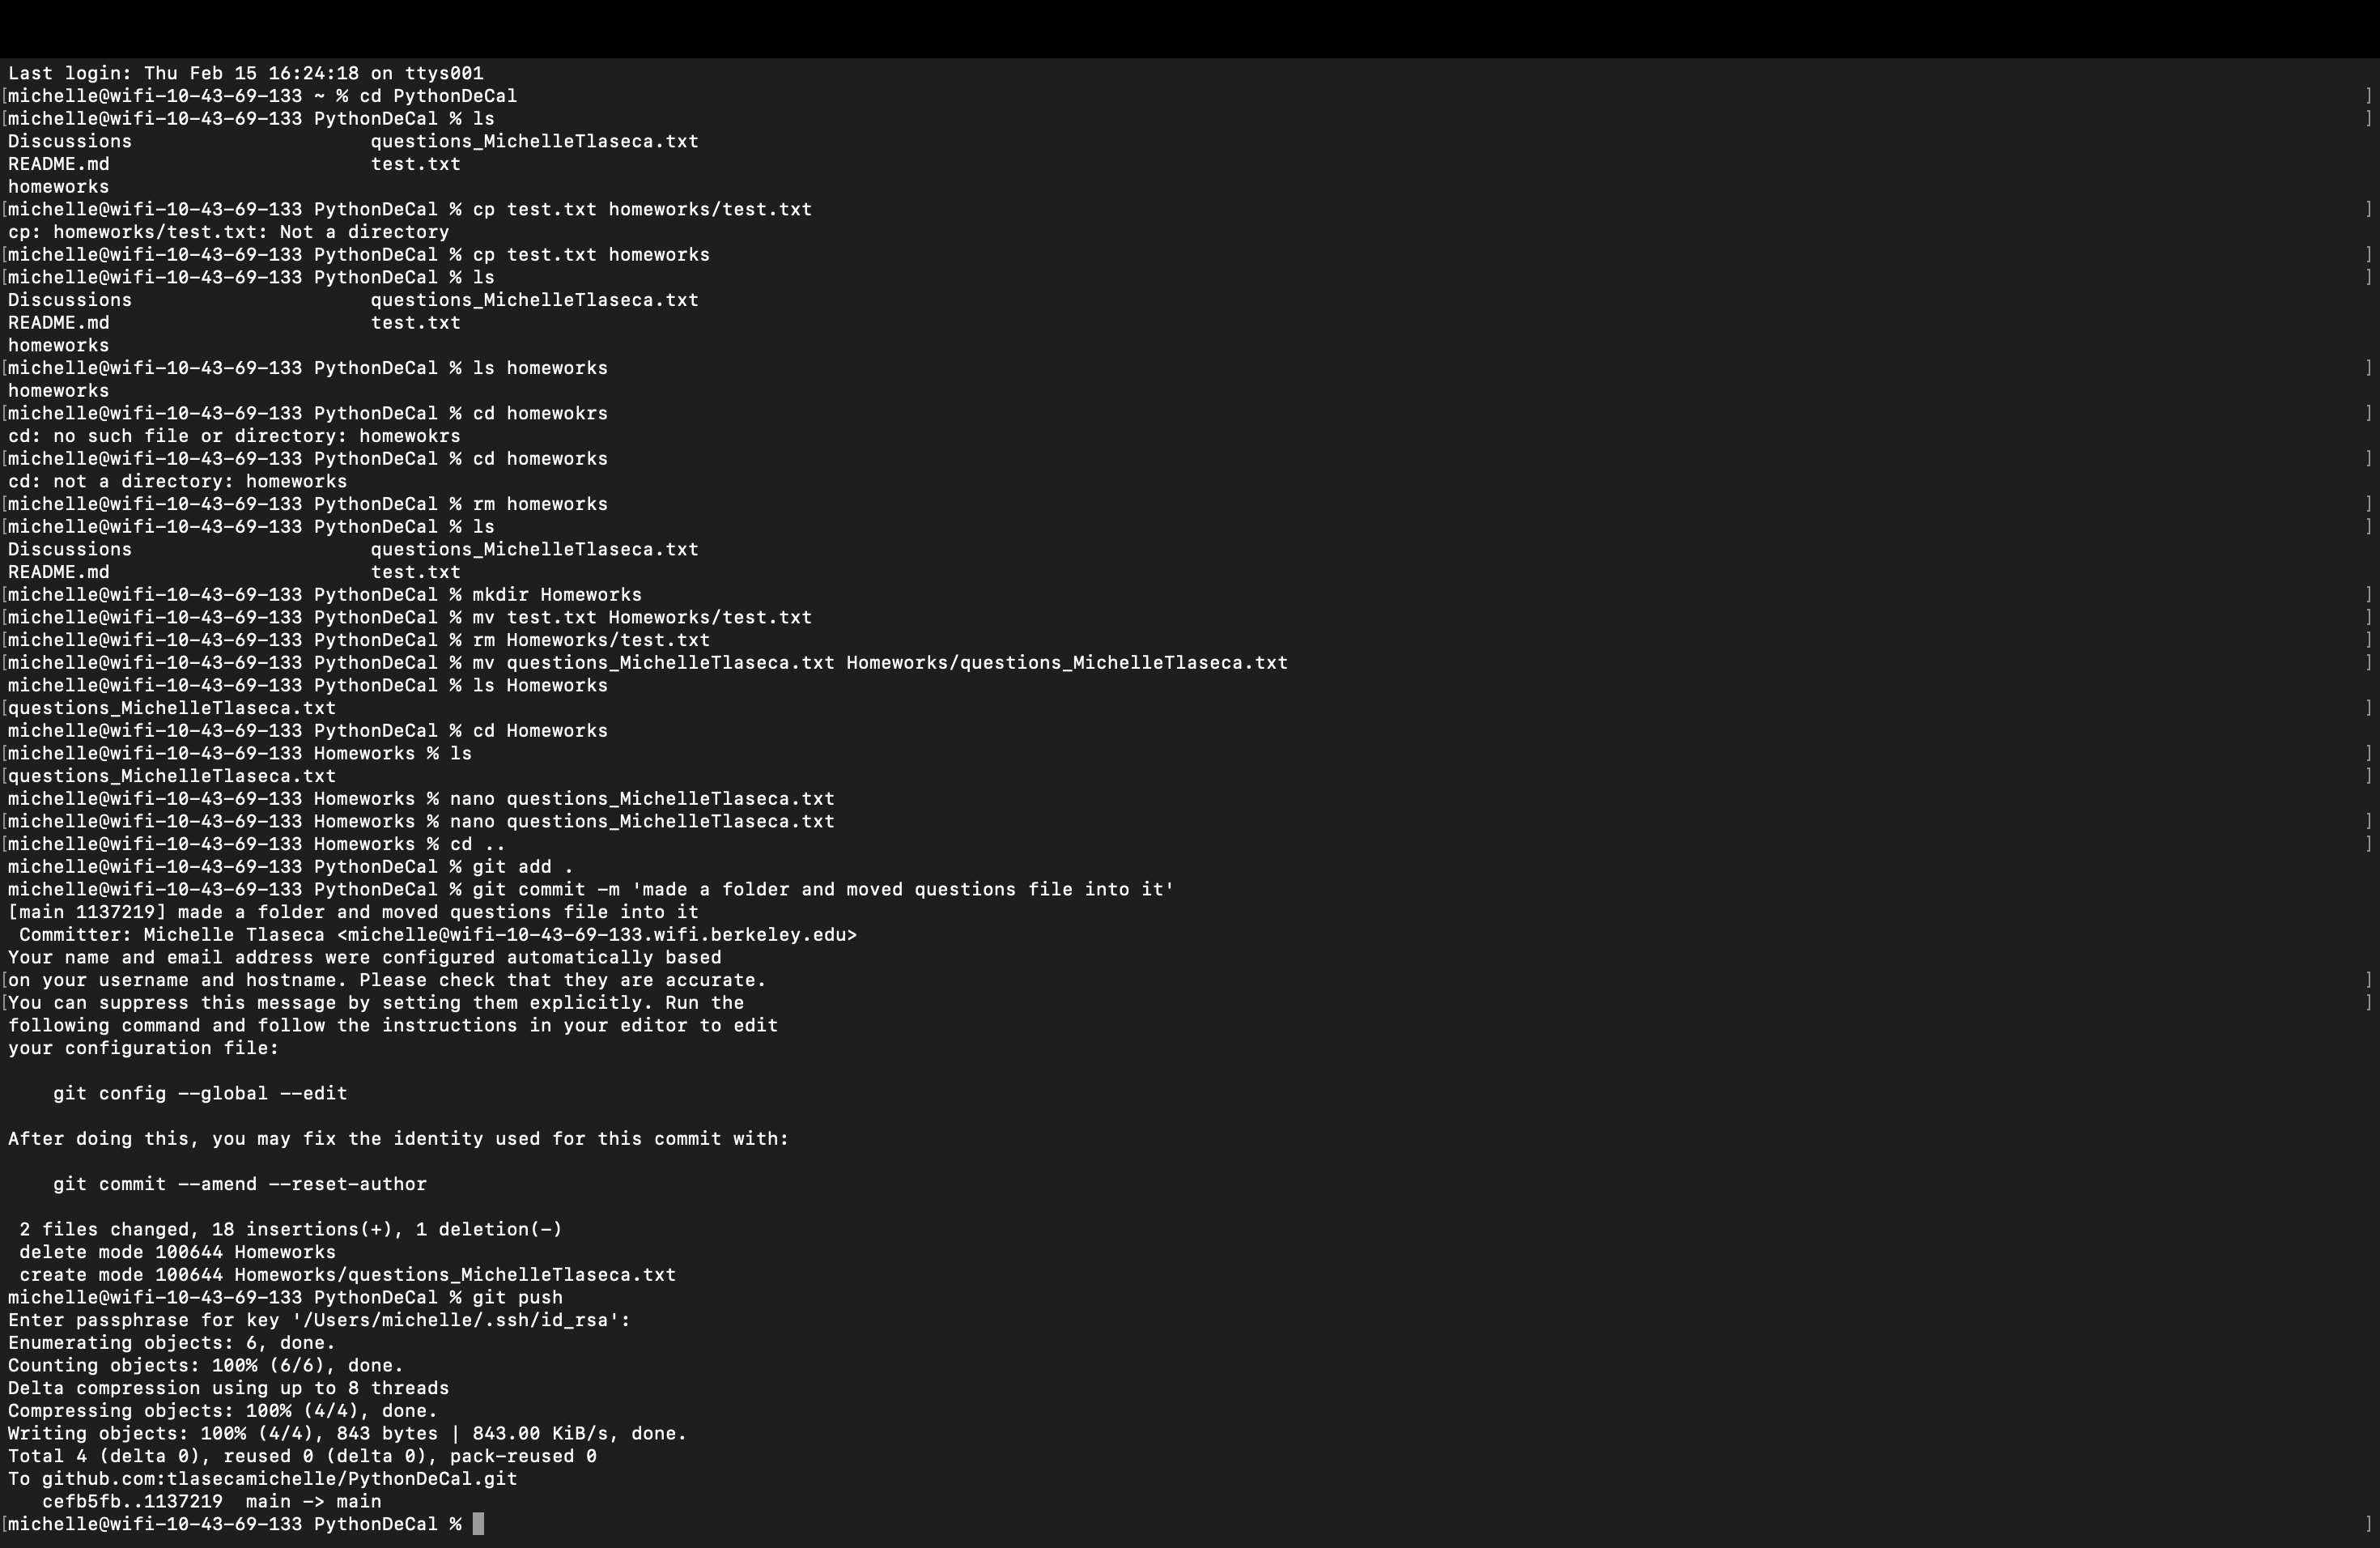 Last login: Thu Feb 15 16:24:18 on ttys001
[michelle@wifi-10-43-69-133 ~ % cd PythonDeCal ]
[michelle@wifi-10-43-69-133 PythonDeCal % ls ]
Discussions questions_MichelleTlaseca.txt
README.md test.txt
homeworks
[michelle@wifi-10-43-69-133 PythonDeCal % cp test.txt homeworks/test.txt ]
cp: homeworks/test.txt: Not a directory
[michelle@wifi-10-43-69-133 PythonDeCal % cp test.txt homeworks ]
[michelle@wifi-10-43-69-133 PythonDeCal % ls ]
Discussions questions_MichelleTlaseca.txt
README.md test.txt
homeworks
[michelle@wifi-10-43-69-133 PythonDeCal % ls homeworks ]
homeworks
[michelle@wifi-10-43-69-133 PythonDeCal % cd homewokrs ]
cd: no such file or directory: homewokrs
[michelle@wifi-10-43-69-133 PythonDeCal % cd homeworks ]
cd: not a directory: homeworks
[michelle@wifi-10-43-69-133 PythonDeCal % rm homeworks ]
[michelle@wifi-10-43-69-133 PythonDeCal % ls ]
Discussions questions_MichelleTlaseca.txt
README.md test.txt
[michelle@wifi-10-43-69-133 PythonDeCal % mkdir Homeworks ]
[michelle@wifi-10-43-69-133 PythonDeCal % mv test.txt Homeworks/test.txt ]
[michelle@wifi-10-43-69-133 PythonDeCal % rm Homeworks/test.txt ]
[michelle@wifi-10-43-69-133 PythonDeCal % mv questions_MichelleTlaseca.txt Homeworks/questions_MichelleTlaseca.txt ]
michelle@wifi-10-43-69-133 PythonDeCal % ls Homeworks
[questions_MichelleTlaseca.txt ]
michelle@wifi-10-43-69-133 PythonDeCal % cd Homeworks
[michelle@wifi-10-43-69-133 Homeworks % ls ]
[questions_MichelleTlaseca.txt ]
michelle@wifi-10-43-69-133 Homeworks % nano questions_MichelleTlaseca.txt
[michelle@wifi-10-43-69-133 Homeworks % nano questions_MichelleTlaseca.txt ]
[michelle@wifi-10-43-69-133 Homeworks % cd .. ]
michelle@wifi-10-43-69-133 PythonDeCal % git add .
michelle@wifi-10-43-69-133 PythonDeCal % git commit -m 'made a folder and moved questions file into it'
[main 1137219] made a folder and moved questions file into it
Committer: Michelle Tlaseca <michelle@wifi-10-43-69-133.wifi.berkeley.edu>
Your name and email address were configured automatically based
[on your username and hostname. Please check that they are accurate. ]
[You can suppress this message by setting them explicitly. Run the ]
following command and follow the instructions in your editor to edit
your configuration file:
git config --global --edit
After doing this, you may fix the identity used for this commit with:
git commit --amend --reset-author
2 files changed, 18 insertions(+), 1 deletion(-)
delete mode 100644 Homeworks
create mode 100644 Homeworks/questions_MichelleTlaseca.txt
michelle@wifi-10-43-69-133 PythonDeCal % git push
Enter passphrase for key '/Users/michelle/.ssh/id_rsa':
Enumerating objects: 6, done.
Counting objects: 100% (6/6), done.
Delta compression using up to 8 threads
Compressing objects: 100% (4/4), done.
Writing objects: 100% (4/4), 843 bytes | 843.00 KiB/s, done.
Total 4 (delta 0), reused 0 (delta 0), pack-reused 0
To github.com:tlasecamichelle/PythonDeCal.git
cefb5fb..1137219 main -> main
[michelle@wifi-10-43-69-133 PythonDeCal % ]